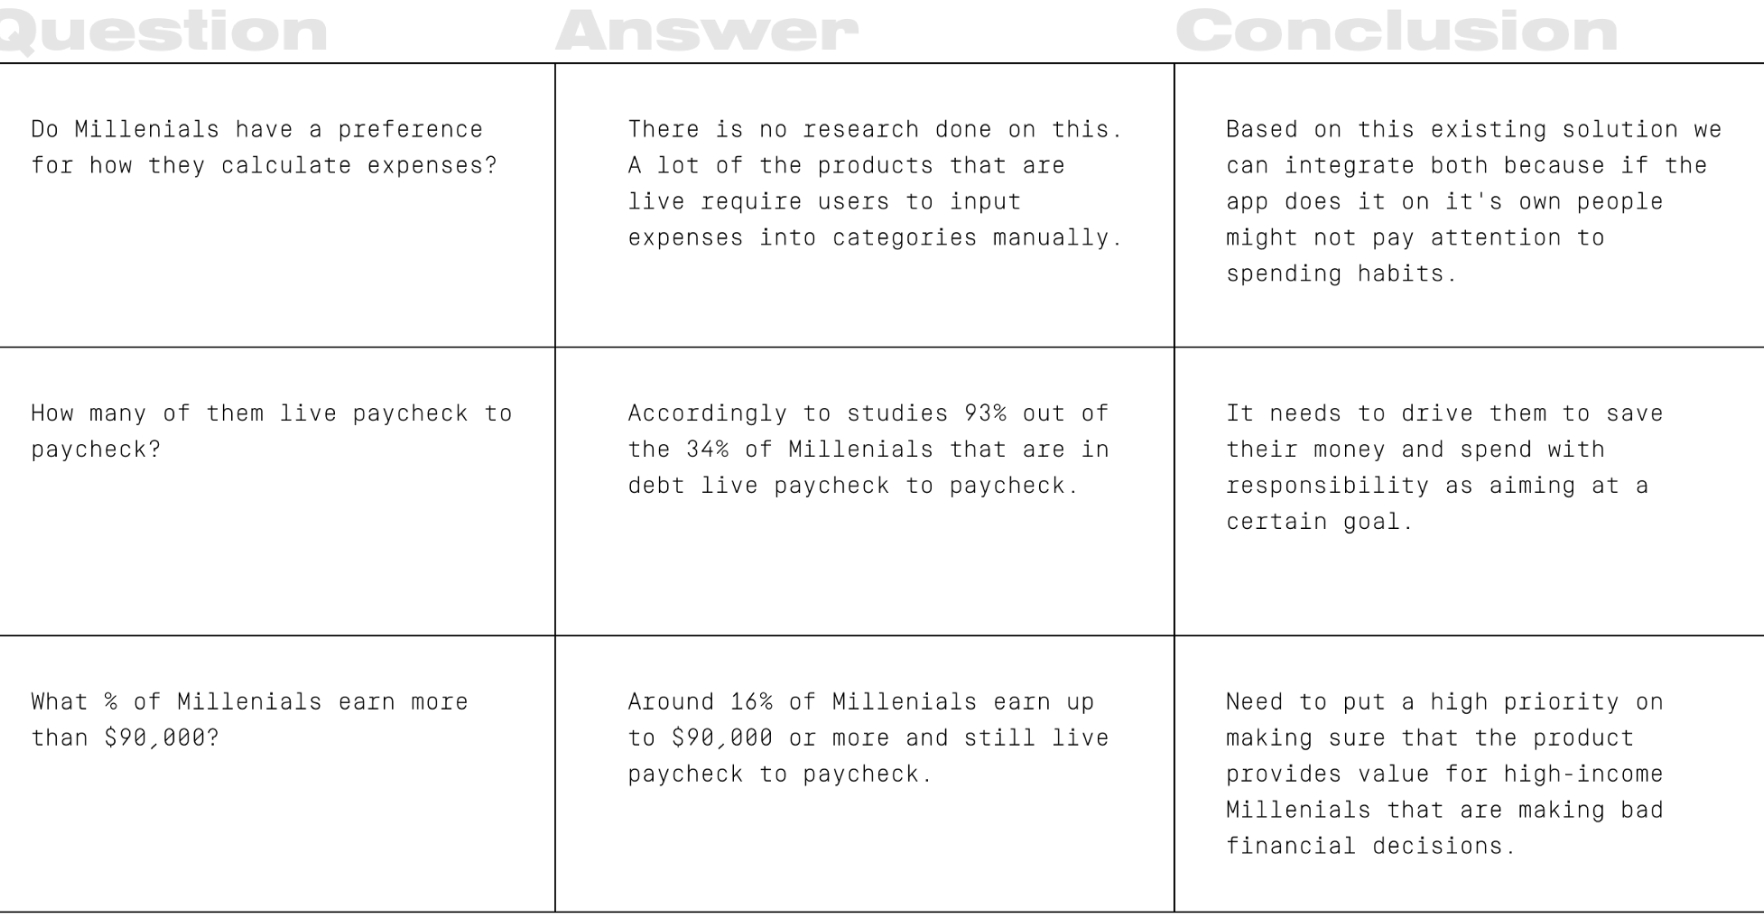 Question
Answer
Conclusion
Do Millenials have a preference
for how they calculate expenses?
There is no research done on this.
A lot of the products that are
live require users to input
expenses into categories manually.
Based on this existing solution we
can integrate both because if the
app does it on it's own people
might not pay attention to
spending habits.
How many of them live paycheck to
paycheck?
Accordingly to studies 93% out of
the 34% of Millenials that are in
debt live paycheck to paycheck.
It needs to drive them to save
their money and spend with
responsibility as aiming at a
certain goal.
What % of Millenials earn more
than $90,000?
Around 16% of Millenials earn up
to $90,000 or more and still live
paycheck to paycheck.
Need to put a high priority on
making sure that the product
provides value for high-income
Millenials that are making bad
financial decisions.